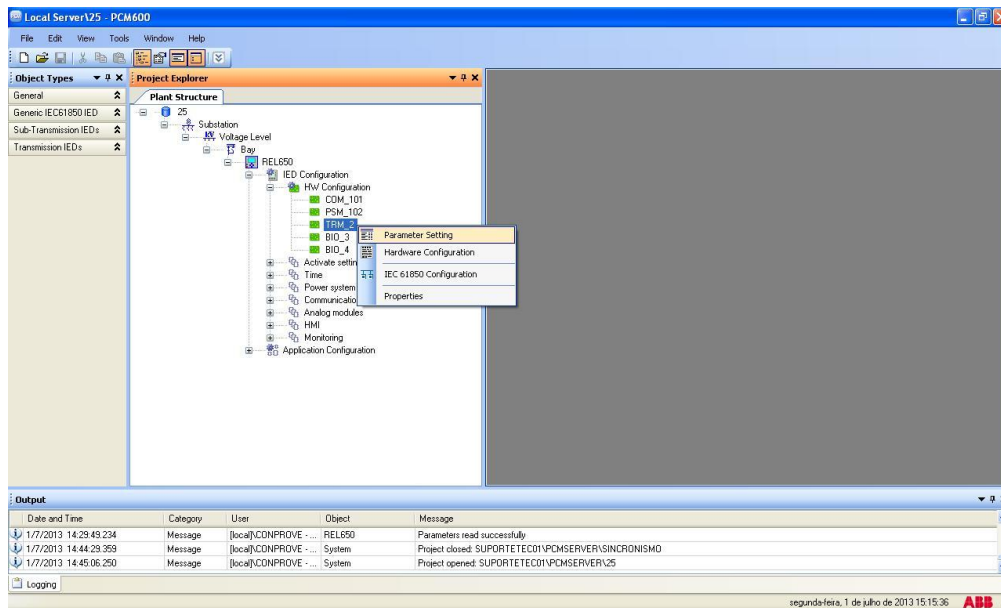 Local Server\25 - PCM600
File Edit View Tools Window Help
Object Types
Project Explorer
General
Generic IEC61850 IED
Sub-Transmission IEDs
Transmission IEDs
Plant Structure
25
Substation
Voltage Level
Bay
REL650
IED Configuration
HW Configuration
COM_101
PSM_102
TRM_2
BIO_3
BIO_4
Activate settin
Time
Power system
Communicatio
Analog modules
HMI
Monitoring
Application Configuration
Parameter Setting
Hardware Configuration
IEC 61850 Configuration
Properties
Output
Date and Time Category User Object Message
1/7/2013 14:29:49.234 Message [local]\CONPROVE - ... REL650 Parameters read successfully
1/7/2013 14:44:29.359 Message [local]\CONPROVE - ... System Project closed: SUPORTETEC01\PCMSERVER\SINCRONISMO
1/7/2013 14:45:06.250 Message [local]\CONPROVE - ... System Project opened: SUPORTETEC01\PCMSERVER\25
Logging
segunda-feira, 1 de julho de 2013 15:15:36 ABB